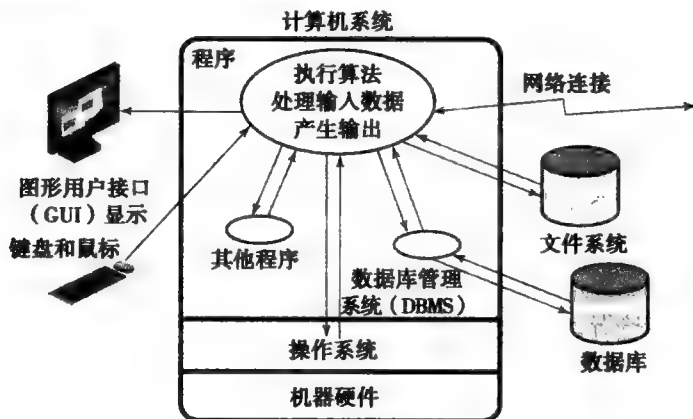 计算机系统
程序
执行算法
处理输入数据
产生输出
网络连接
图形用户接口
（GUI）显示
键盘和鼠标
其他程序
数据库管理
系统（DBMS）
文件系统
数据库
操作系统
机器硬件